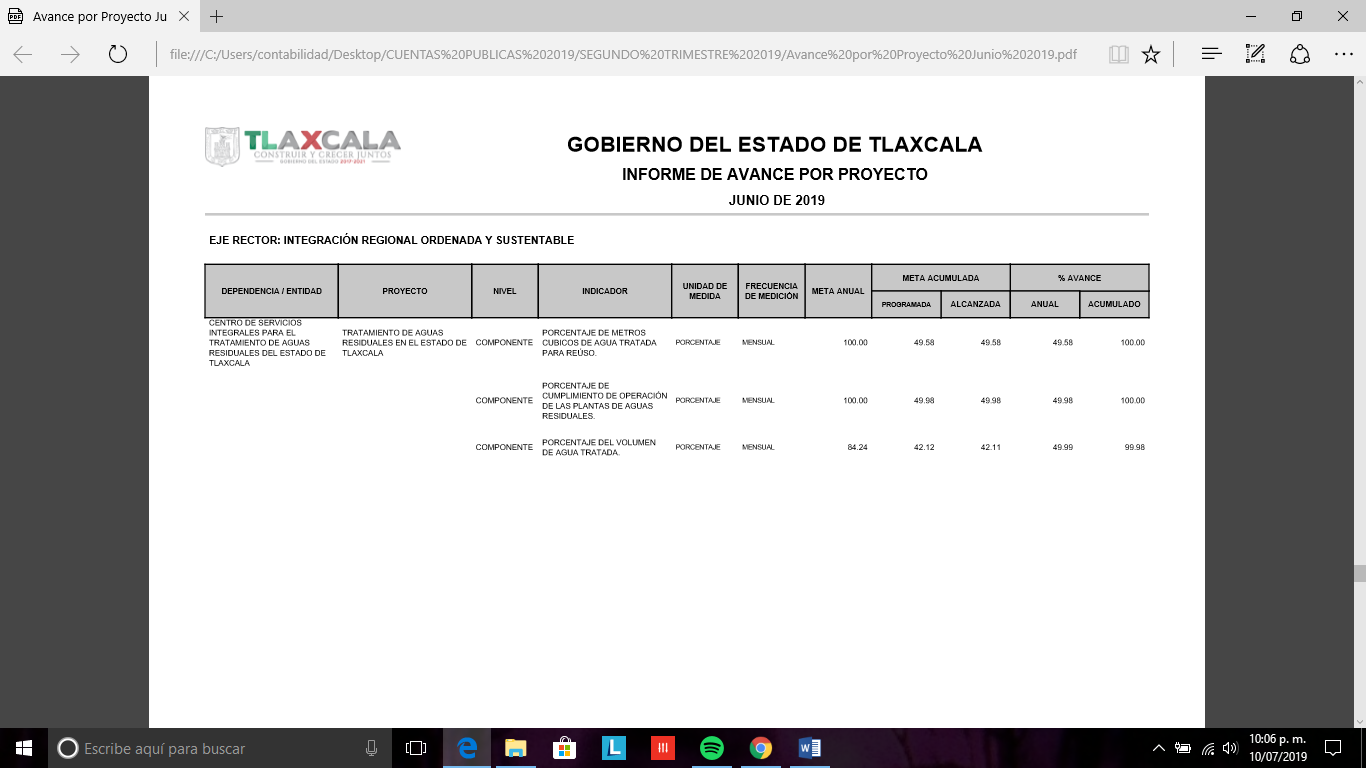 Avance por Proyecto Ju
file:///C:/Users/contabilidad/Desktop/CUENTAS%20PUBLICAS%202019/SEGUNDO%20TRIMESTRE%202019/Avance%20por%20Proyecto%20Junio%202019.pdf
TLAXCALA
CONSTRUIR Y CRECER JUNTOS
GOBIERNO DEL ESTADO 2017-2021
GOBIERNO DEL ESTADO DE TLAXCALA
INFORME DE AVANCE POR PROYECTO
JUNIO DE 2019
EJE RECTOR: INTEGRACIÓN REGIONAL ORDENADA Y SUSTENTABLE
DEPENDENCIA / ENTIDAD
PROYECTO
NIVEL
INDICADOR
UNIDAD DE
MEDIDA
FRECUENCIA
DE MEDICIÓN
META ANUAL
META ACUMULADA
PROGRAMADA
ALCANZADA
% AVANCE
ANUAL
ACUMULADO
CENTRO DE SERVICIOS
INTEGRALES PARA EL
TRATAMIENTO DE AGUAS
RESIDUALES DEL ESTADO DE
TLAXCALA
TRATAMIENTO DE AGUAS
RESIDUALES EN EL ESTADO DE
TLAXCALA
COMPONENTE
PORCENTAJE DE METROS
CUBICOS DE AGUA TRATADA
PARA REÚSO.
PORCENTAJE
MENSUAL
100.00
49.58
49.58
49.58
100.00
COMPONENTE
PORCENTAJE DE
CUMPLIMIENTO DE OPERACIÓN
DE LAS PLANTAS DE AGUAS
RESIDUALES.
PORCENTAJE
MENSUAL
100.00
49.98
49.98
49.98
100.00
COMPONENTE
PORCENTAJE DEL VOLUMEN
DE AGUA TRATADA.
PORCENTAJE
MENSUAL
84.24
42.12
42.11
49.99
99.98
Escribe aquí para buscar
10:06 p. m.
10/07/2019